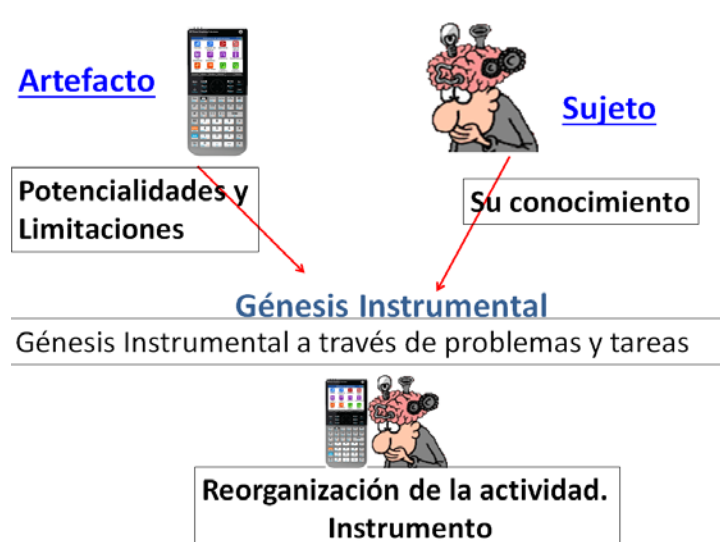 Artefacto
Sujeto
Potencialidades y
Limitaciones
Su conocimiento
Génesis Instrumental
Génesis Instrumental a través de problemas y tareas
Reorganización de la actividad.
Instrumento